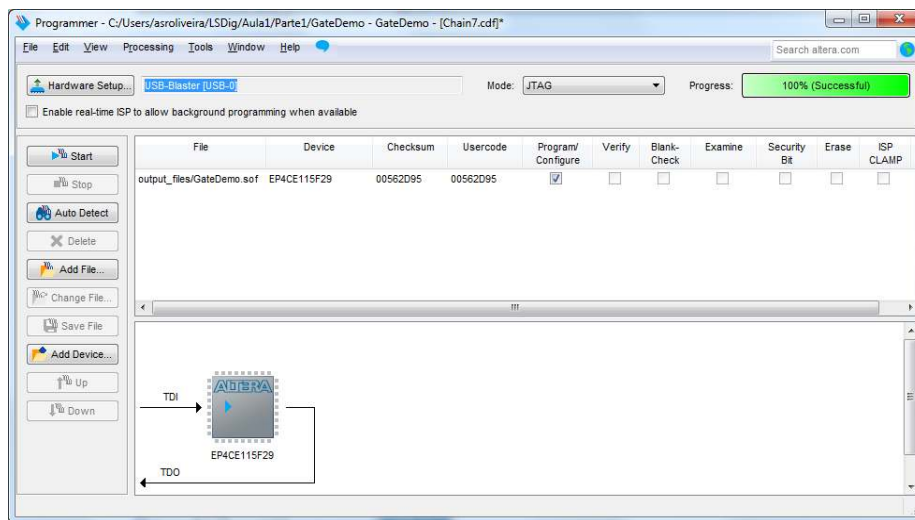 Programmer - C:/Users/asroliveira/LSDig/Aula1/Parte1/GateDemo - GateDemo - [Chain7.cdf]*
File Edit View Processing Tools Window Help
Search altera.com
Hardware Setup... USB-Blaster [USB-0] Mode: JTAG Progress: 100% (Successful)
Enable real-time ISP to allow background programming when available
Start
Stop
Auto Detect
Delete
Add File...
Change File...
Save File
Add Device...
Up
Down
File Device Checksum Usercode Program/ Verify Blank- Examine Security Erase ISP
Configure Check Bit CLAMP
output_files/GateDemo.sof EP4CE115F29 00562D95 00562D95
ALTERA
TDI
EP4CE115F29
TDO